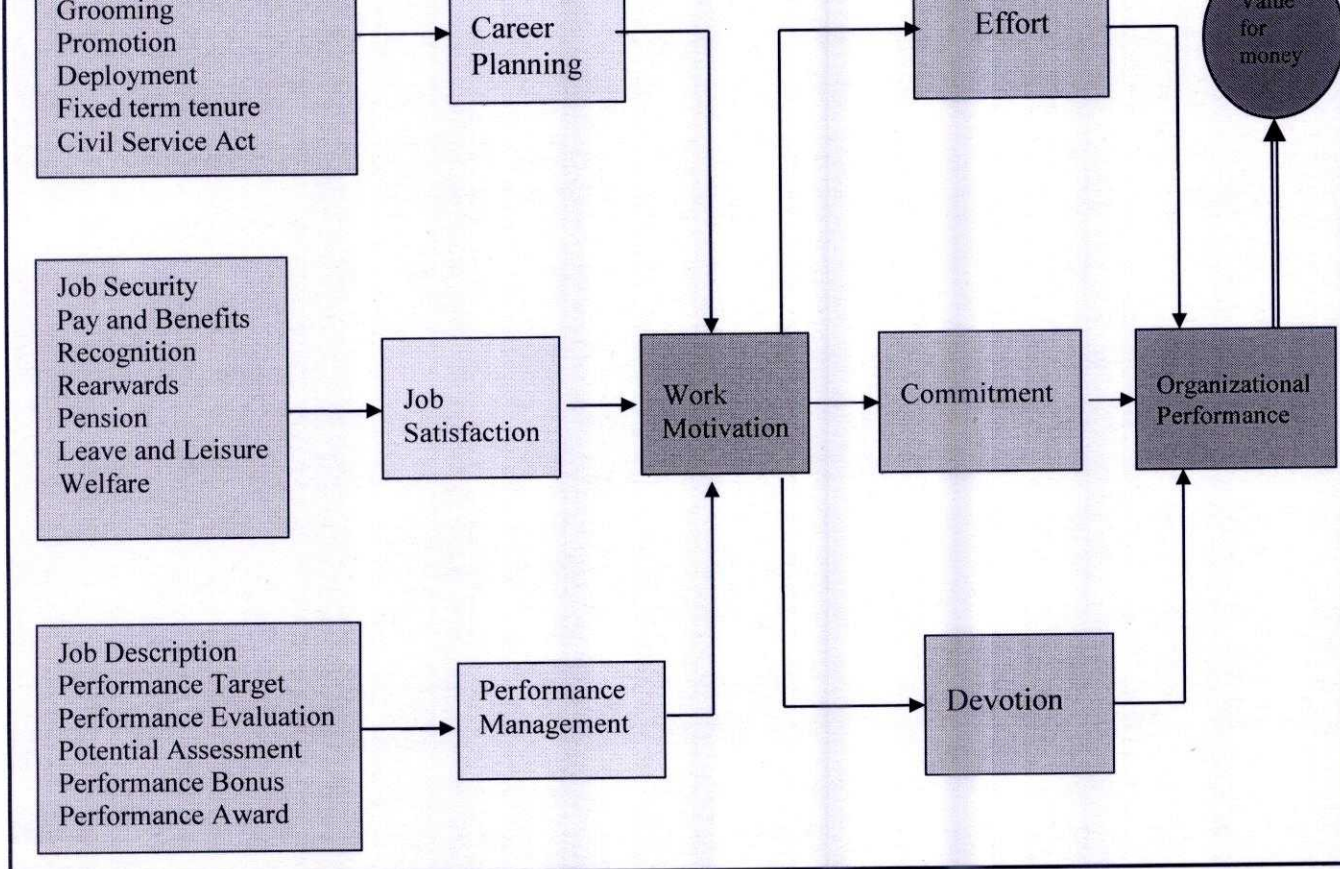 Grooming
Promotion
Deployment
Fixed term tenure
Civil Service Act
Career
Planning
Effort
Value
for
money
Job Security
Pay and Benefits
Recognition
Rearwards
Pension
Leave and Leisure
Welfare
Job
Satisfaction
Work
Motivation
Commitment
Organizational
Performance
Job Description
Performance Target
Performance Evaluation
Potential Assessment
Performance Bonus
Performance Award
Performance
Management
Devotion